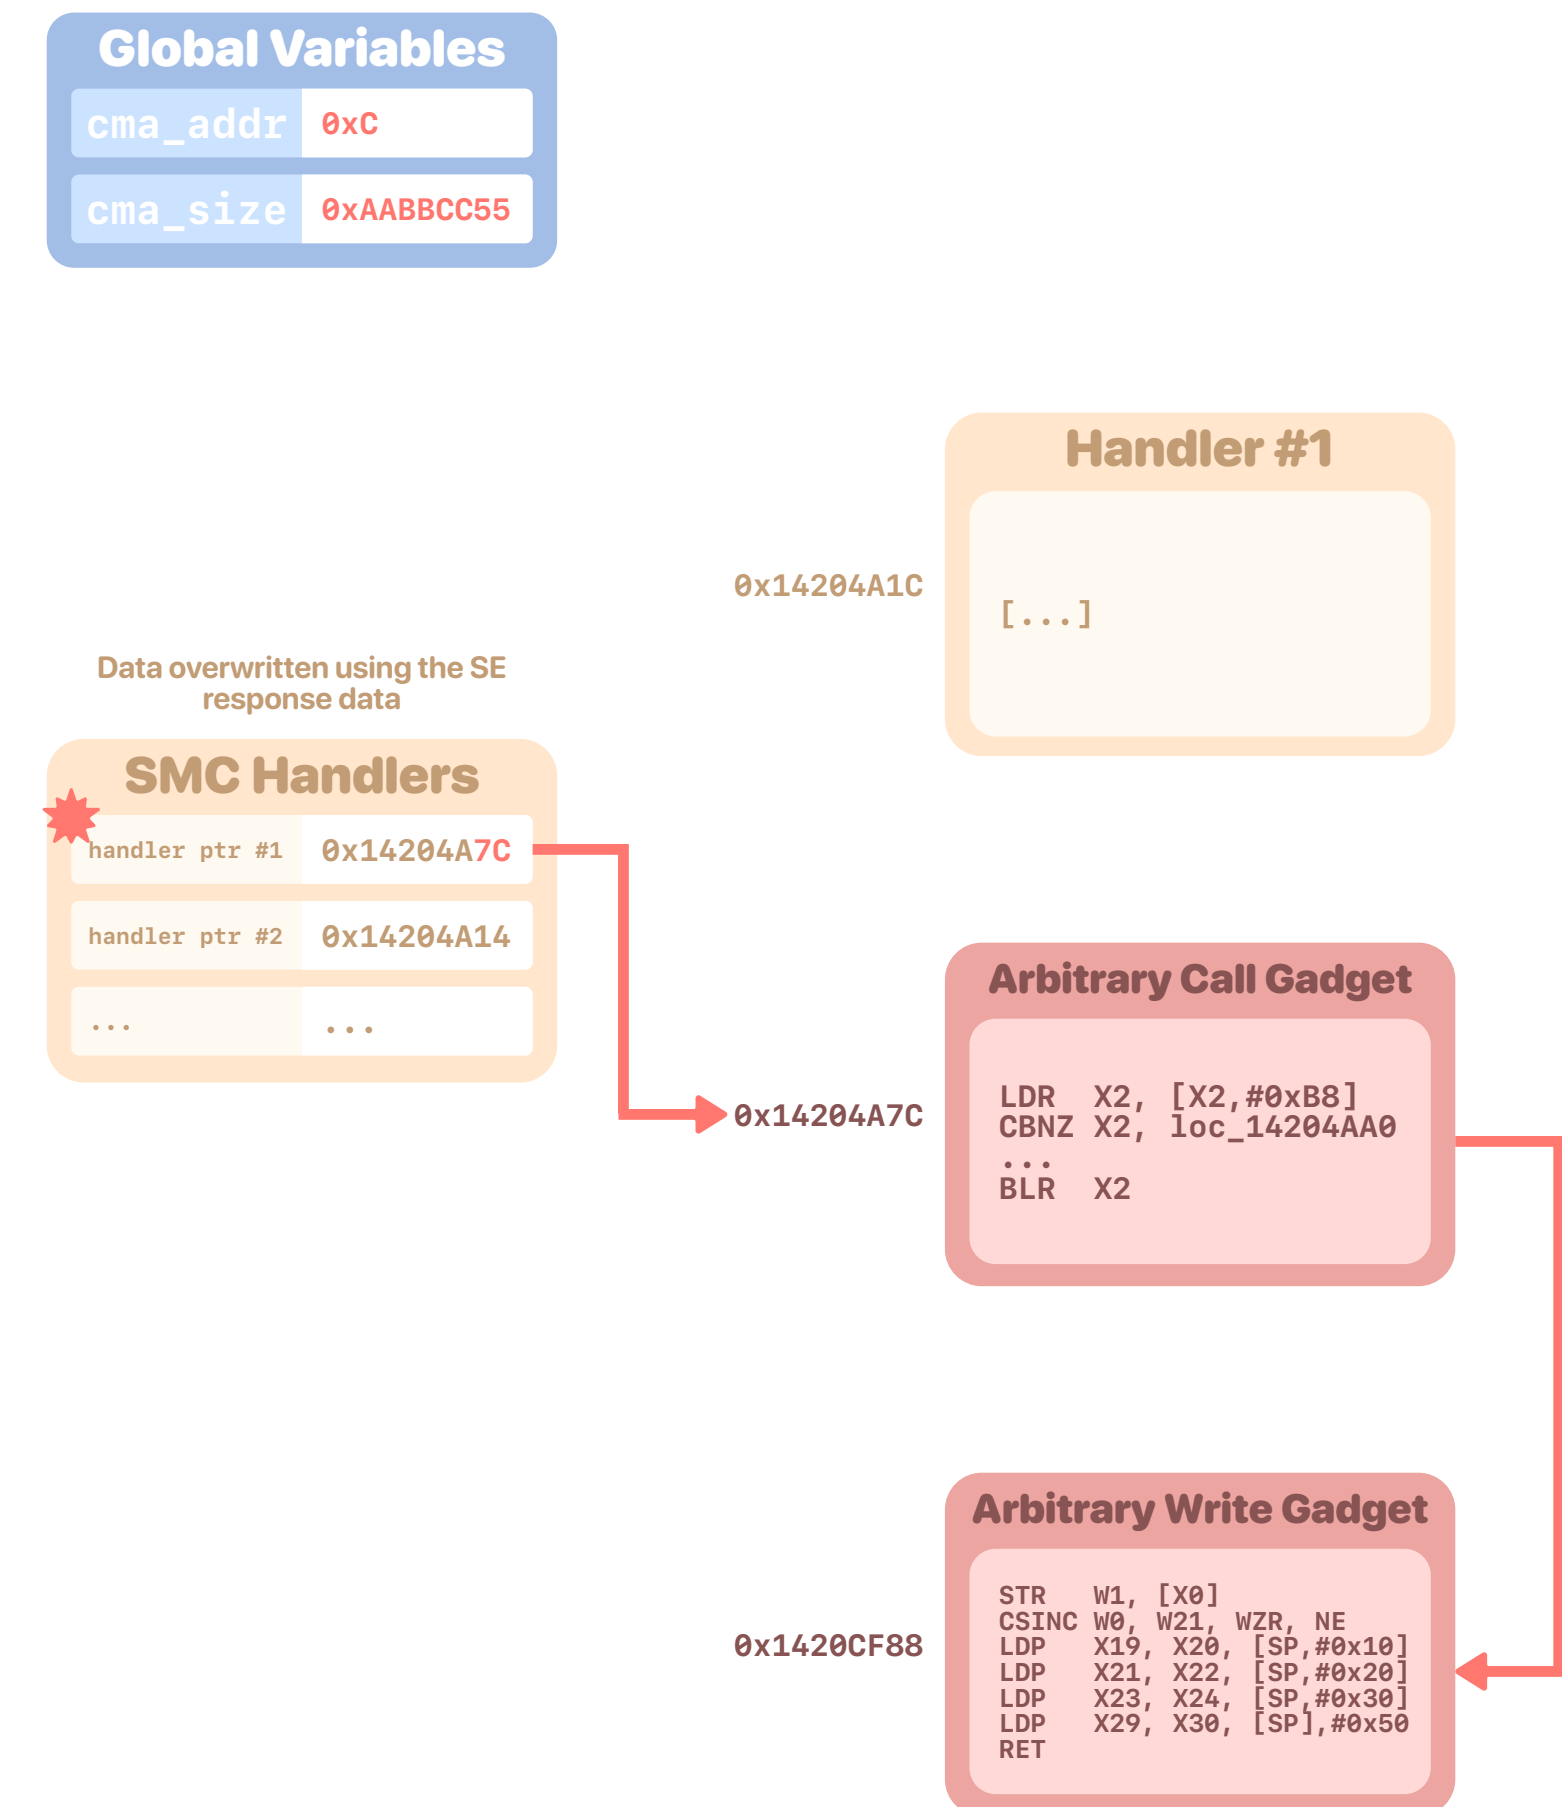 Global Variables
cma_addr 0xC
cma_size 0xAABBCC55
Handler #1
0x14204A1C
[...]
Data overwritten using the SE
response data
SMC Handlers
handler ptr #1 0x14204A7C
handler ptr #2 0x14204A14
... ...
Arbitrary Call Gadget
0x14204A7C
LDR X2, [X2,#0xB8]
CBNZ X2, loc_14204AA0
...
BLR X2
Arbitrary Write Gadget
0x1420CF88
STR W1, [X0]
CSINC W0, W21, WZR, NE
LDP X19, X20, [SP,#0x10]
LDP X21, X22, [SP,#0x20]
LDP X23, X24, [SP,#0x30]
LDP X29, X30, [SP],#0x50
RET